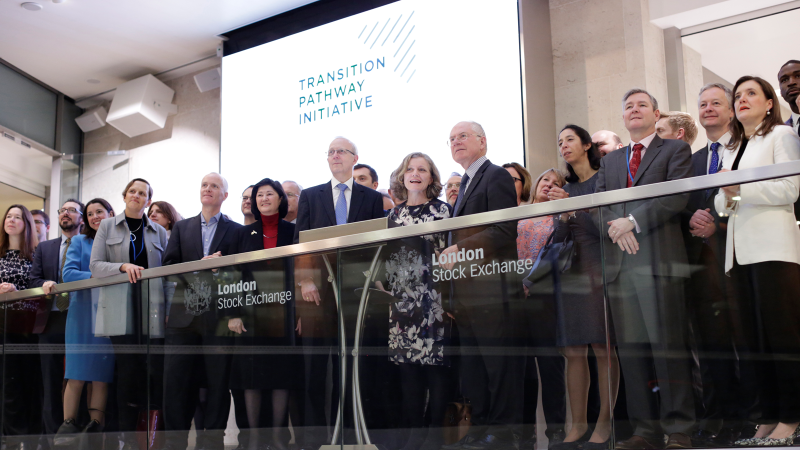 TRANSITION
PATHWAY
INITIATIVE
London
Stock Exchange
London
Stock Exchange